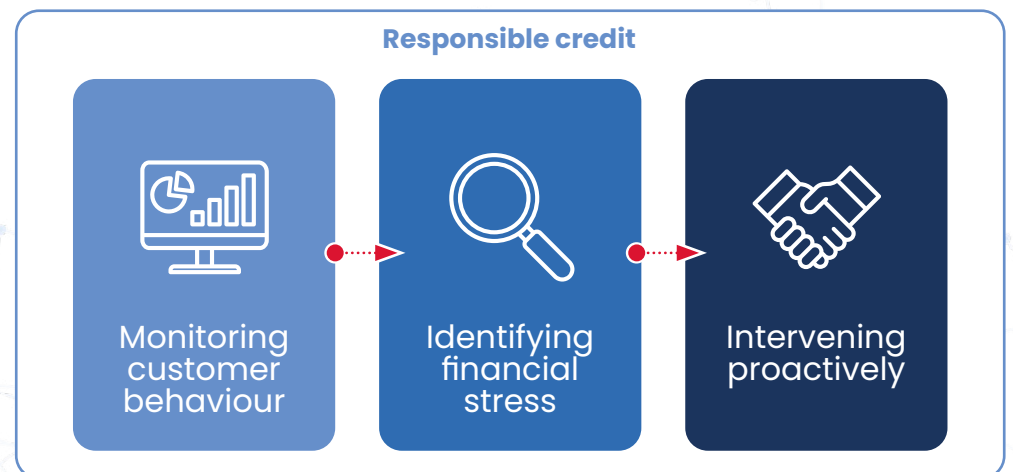 Responsible credit
Monitoring
customer
behaviour
Identifying
financial
stress
Intervening
proactively